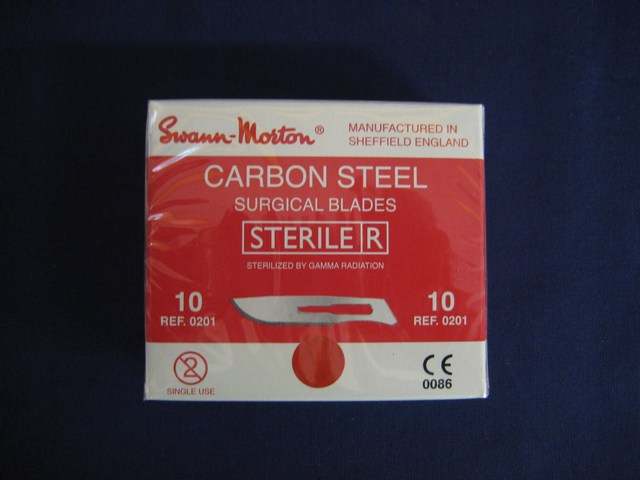 Swann-Morton®
MANUFACTURED IN
SHEFFIELD ENGLAND
CARBON STEEL
SURGICAL BLADES
STERILE R
STERILIZED BY GAMMA RADIATION
10
REF. 0201
10
REF. 0201
2
SINGLE USE
CE
0086